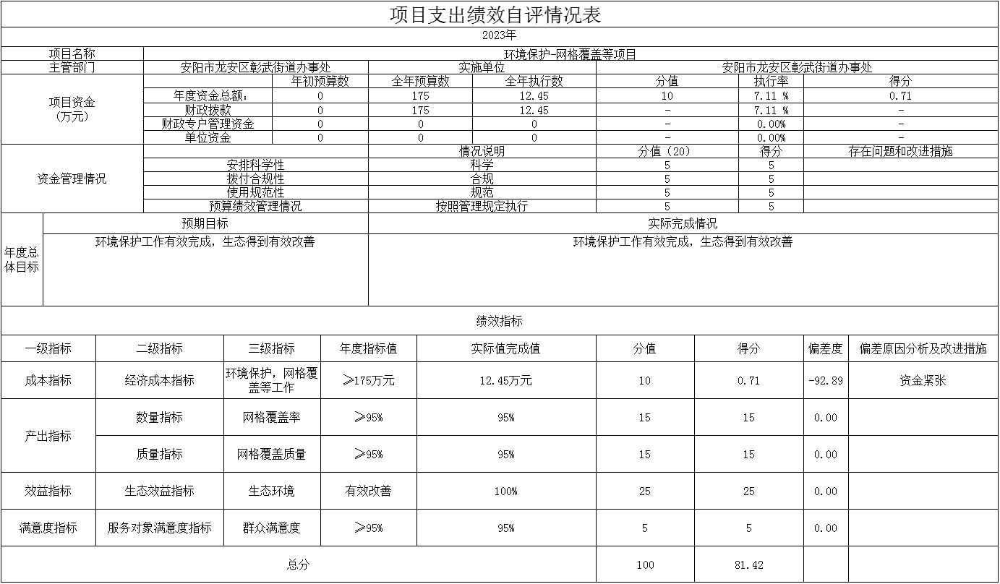 项目支出绩效自评情况表
2023年
项目名称 环境保护-网格覆盖等项目
主管部门 安阳市龙安区彰武街道办事处 实施单位 安阳市龙安区彰武街道办事处
项目资金
(万元) 年初预算数 全年预算数 全年执行数 分值 执行率 得分
年度资金总额： 0 175 12.45 10 7.11 % 0.71
财政拨款 0 175 12.45 - 7.11 % -
财政专户管理资金 0 0 0 - 0.00% -
单位资金 0 0 0 - 0.00% -
资金管理情况 情况说明 分值（20） 得分 存在问题和改进措施
安排科学性 科学 5 5
拨付合规性 合规 5 5
使用规范性 规范 5 5
预算绩效管理情况 按照管理规定执行 5 5
年度总
体目标
预期目标 实际完成情况
环境保护工作有效完成，生态得到有效改善 环境保护工作有效完成，生态得到有效改善
绩效指标
一级指标 二级指标 三级指标 年度指标值 实际值完成值 分值 得分 偏差度 偏差原因分析及改进措施
成本指标 经济成本指标 环境保护，网格覆
盖等工作 ≥175万元 12.45万元 10 0.71 -92.89 资金紧张
产出指标 数量指标 网格覆盖率 ≥95% 95% 15 15 0.00
质量指标 网格覆盖质量 ≥95% 95% 15 15 0.00
效益指标 生态效益指标 生态环境 有效改善 100% 25 25 0.00
满意度指标 服务对象满意度指标 群众满意度 ≥95% 95% 5 5 0.00
总分 100 81.42